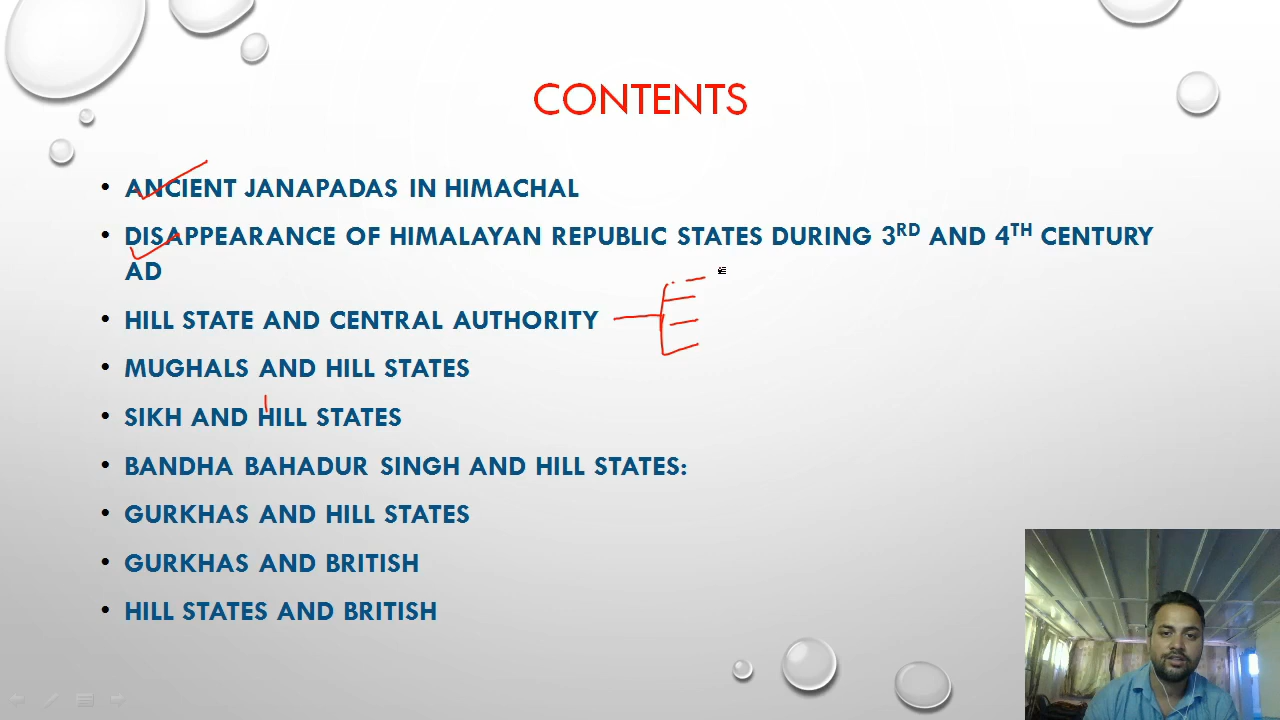 CONTENTS
• ANCIENT JANAPADAS IN HIMACHAL
• DISAPPEARANCE OF HIMALAYAN REPUBLIC STATES DURING 3RD AND 4TH CENTURY
AD
• HILL STATE AND CENTRAL AUTHORITY
• MUGHALS AND HILL STATES
• SIKH AND HILL STATES
• BANDHA BAHADUR SINGH AND HILL STATES:
• GURKHAS AND HILL STATES
• GURKHAS AND BRITISH
• HILL STATES AND BRITISH